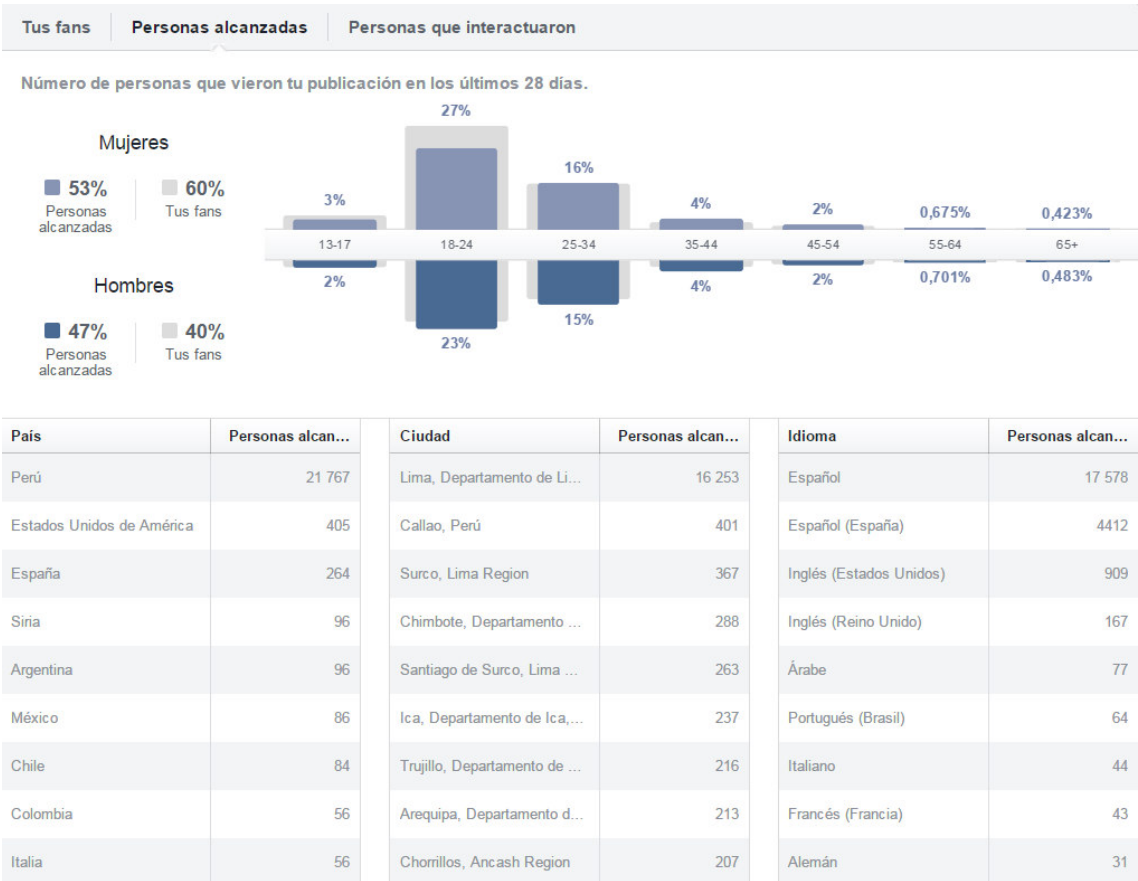 Tus fans Personas alcanzadas Personas que interactuaron
Número de personas que vieron tu publicación en los últimos 28 días.
Mujeres
53% 60%
Personas alcanzadas Tus fans
3% 27% 16% 4% 2% 0,675% 0,423%
13-17 18-24 25-34 35-44 45-54 55-64 65+
2% 23% 15% 4% 2% 0,701% 0,483%
Hombres
47% 40%
Personas alcanzadas Tus fans
País Personas alcan... Ciudad Personas alcan... Idioma Personas alcan...
Perú 21 767 Lima, Departamento de Li... 16 253 Español 17 578
Estados Unidos de América 405 Callao, Perú 401 Español (España) 4412
España 264 Surco, Lima Region 367 Inglés (Estados Unidos) 909
Siria 96 Chimbote, Departamento ... 288 Inglés (Reino Unido) 167
Argentina 96 Santiago de Surco, Lima ... 263 Árabe 77
México 86 Ica, Departamento de Ica,... 237 Portugués (Brasil) 64
Chile 84 Trujillo, Departamento de ... 216 Italiano 44
Colombia 56 Arequipa, Departamento d... 213 Francés (Francia) 43
Italia 56 Chorrillos, Ancash Region 207 Alemán 31